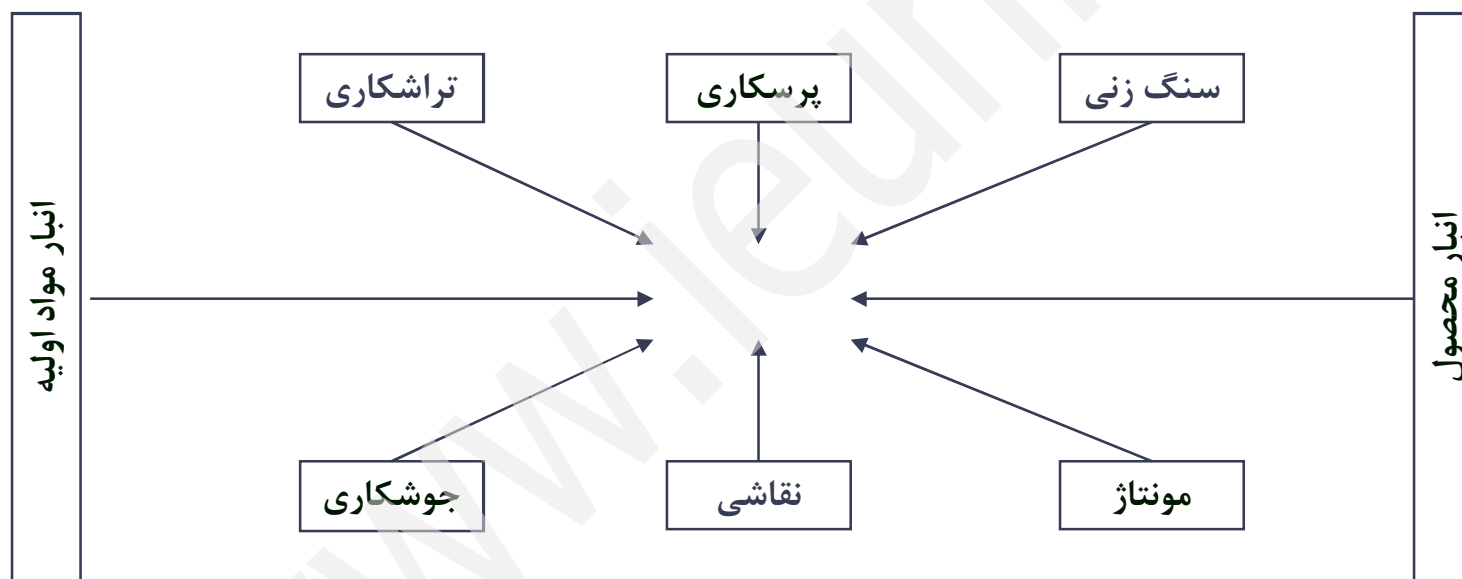 سنگ زنی
پرسکاری
تراشکاری
انبار محصول
انبار مواد اولیه
مونتاژ
نقاشی
جوشکاری